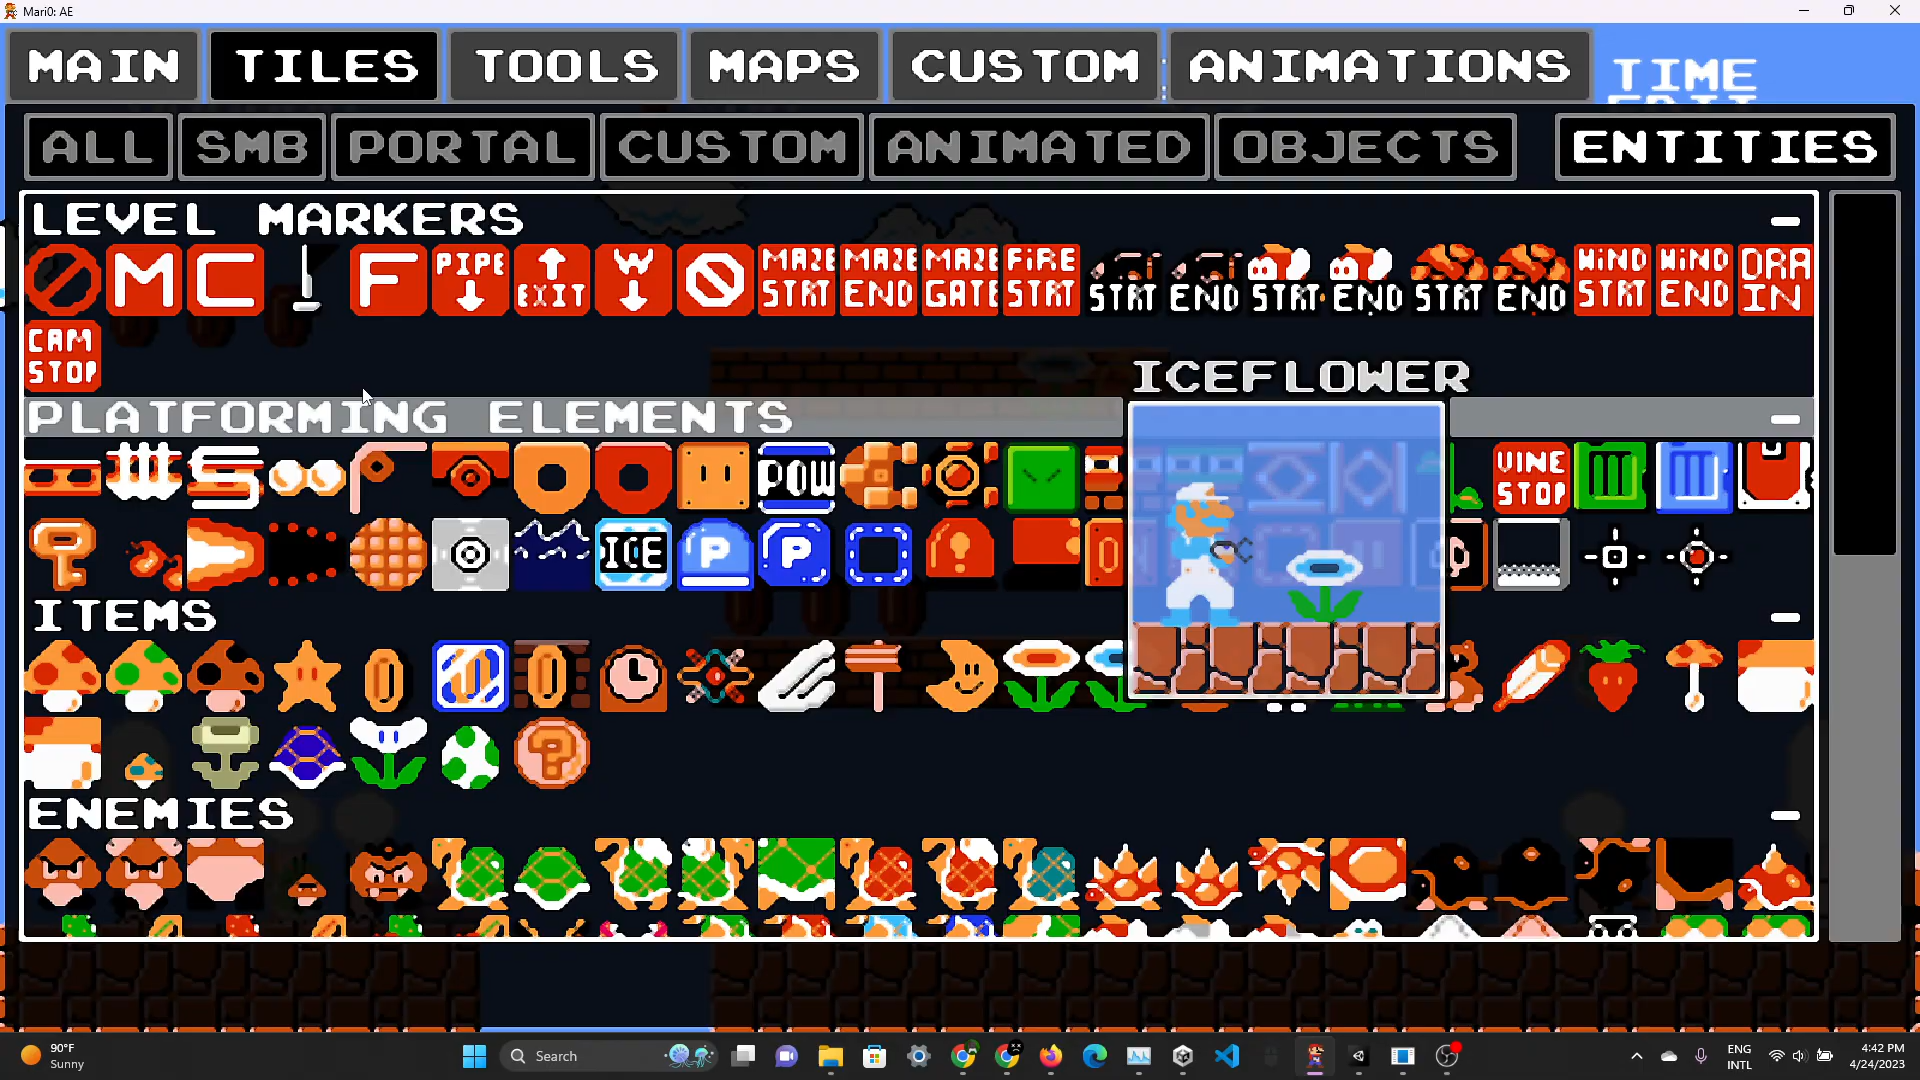 Mari0: AE
MAIN TILES TOOLS MAPS CUSTOM ANIMATIONS TIME
ALL SMB PORTAL CUSTOM ANIMATED OBJECTS ENTITIES
LEVEL MARKERS
M C F PIPE EXIT W MAZE STRT MAZE END MAZE GATE FIRE STRT STRT END STRT END STRT END WIND STRT WIND END DRA IN
CAM STOP
ICEFLOWER
PLATFORMING ELEMENTS
POW VINE STOP
ICE P P
ITEMS
ENEMIES
90°F
Sunny
Search
ENG
INTL
4:42 PM
4/24/2023